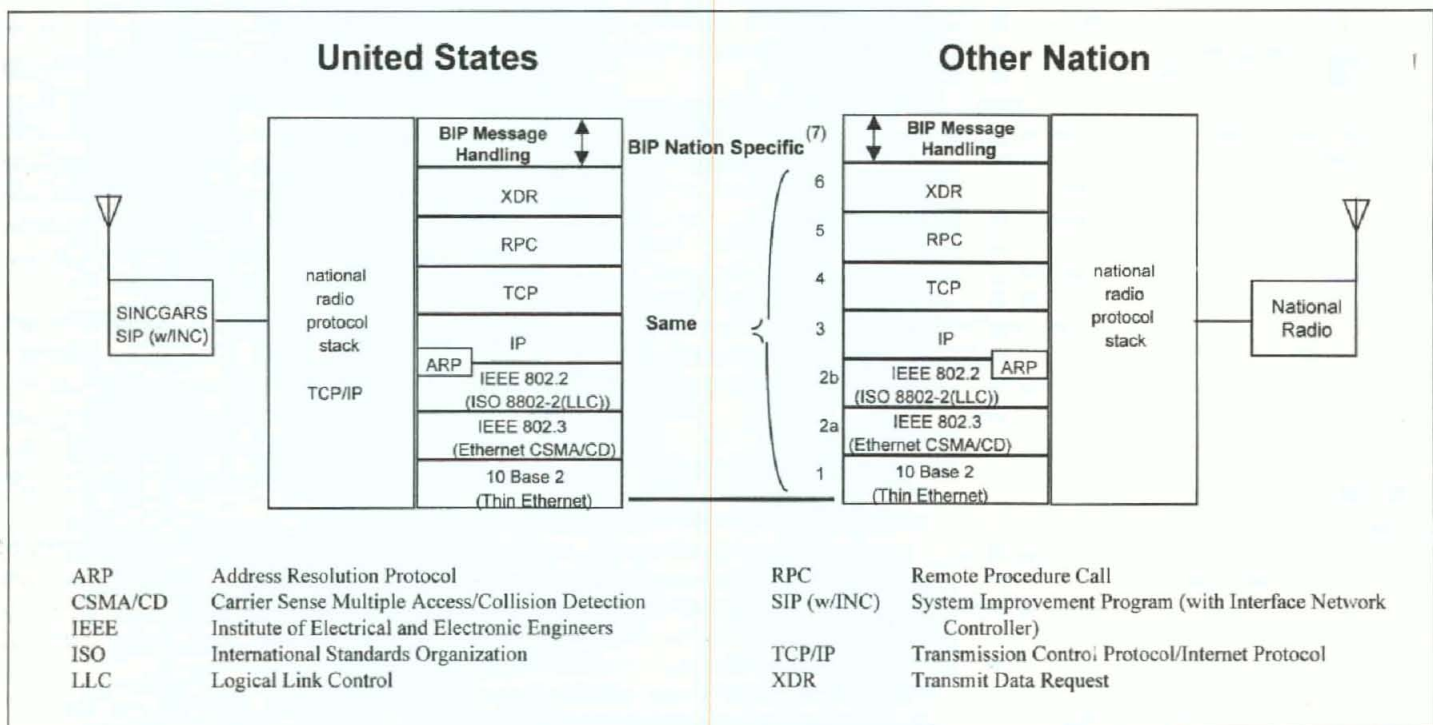 United States
Other Nation
BIP Message
Handling
XDR
RPC
TCP
IP
ARP
IEEE 802.2
(ISO 8802-2(LLC))
IEEE 802.3
(Ethernet CSMA/CD)
10 Base 2
(Thin Ethernet)
national
radio
protocol
stack
TCP/IP
SINCGARS
SIP (w/INC)
BIP Nation Specific
Same
(7)
6
5
4
3
2b
2a
1
BIP Message
Handling
XDR
RPC
TCP
IP
ARP
IEEE 802.2
(ISO 8802-2(LLC))
IEEE 802.3
(Ethernet CSMA/CD)
10 Base 2
(Thin Ethernet)
national
radio
protocol
stack
National
Radio
ARP Address Resolution Protocol
CSMA/CD Carrier Sense Multiple Access/Collision Detection
IEEE Institute of Electrical and Electronic Engineers
ISO International Standards Organization
LLC Logical Link Control
RPC Remote Procedure Call
SIP (w/INC) System Improvement Program (with Interface Network
Controller)
TCP/IP Transmission Control Protocol/Internet Protocol
XDR Transmit Data Request